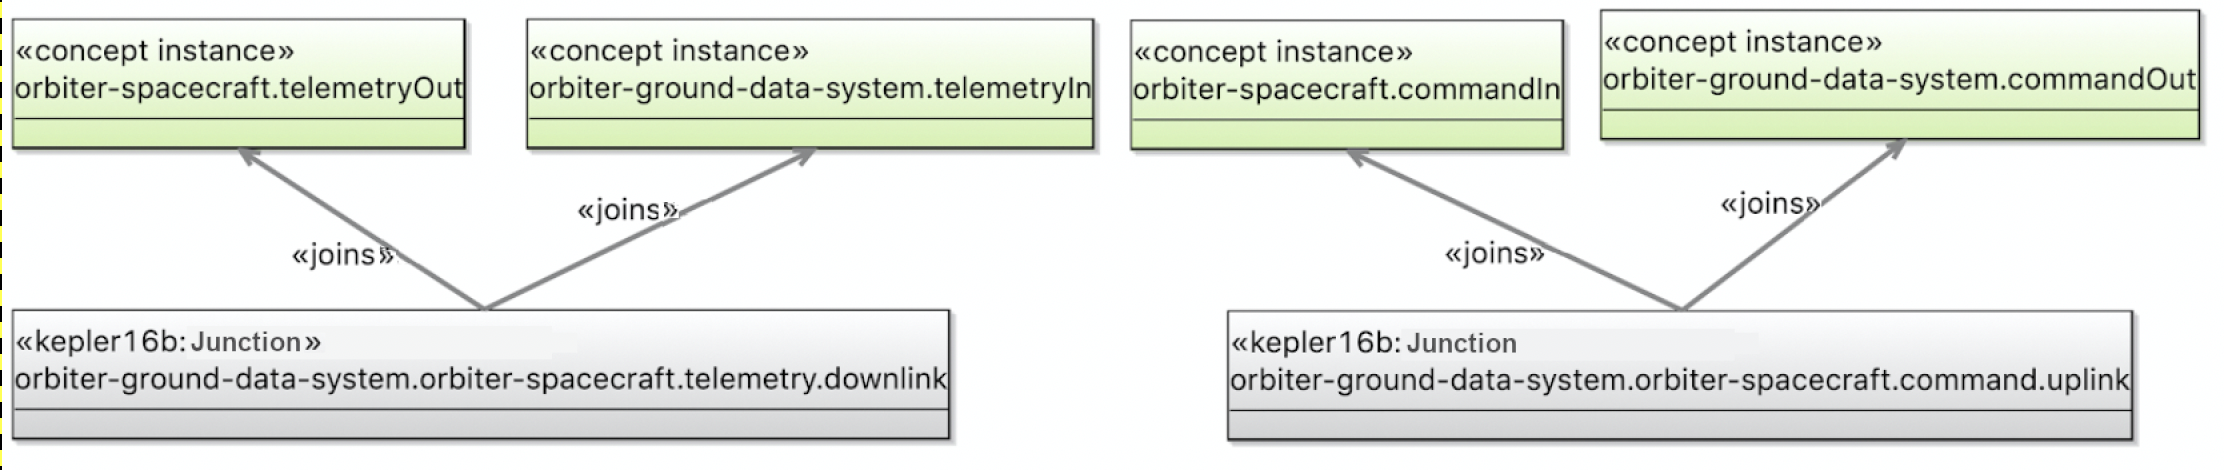 «concept instance»
orbiter-spacecraft.telemetryOut
«concept instance»
orbiter-ground-data-system.telemetryIn
«concept instance»
orbiter-spacecraft.commandIn
«concept instance»
orbiter-ground-data-system.commandOut
«joins»
«joins»
«joins»
«joins»
«kepler16b:Junction»
orbiter-ground-data-system.orbiter-spacecraft.telemetry.downlink
«kepler16b:Junction
orbiter-ground-data-system.orbiter-spacecraft.command.uplink